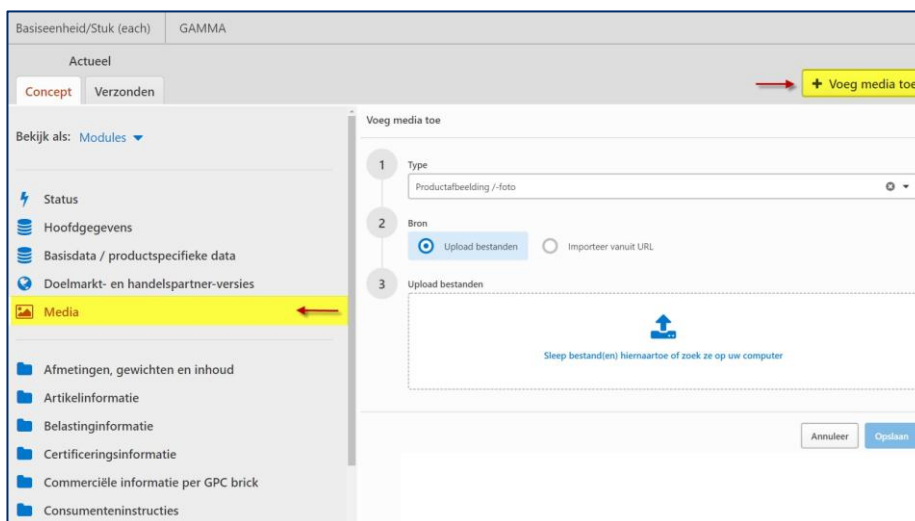 Basiseenheid/Stuk (each) GAMMA
Actueel
Concept Verzonden
+ Voeg media toe
Bekijk als: Modules
Status
Hoofdgegevens
Basisdata / productspecifieke data
Doelmarkt- en handelspartner-versies
Media
Afmetingen, gewichten en inhoud
Artikelinformatie
Belastinginformatie
Certificeringsinformatie
Commerciële informatie per GPC brick
Consumenteninstructies
Voeg media toe
1 Type
Productafbeelding /-foto
2 Bron
Upload bestanden Importeer vanuit URL
3 Upload bestanden
Sleep bestand(en) hiernaartoe of zoek ze op uw computer
Annuleer Opslaan